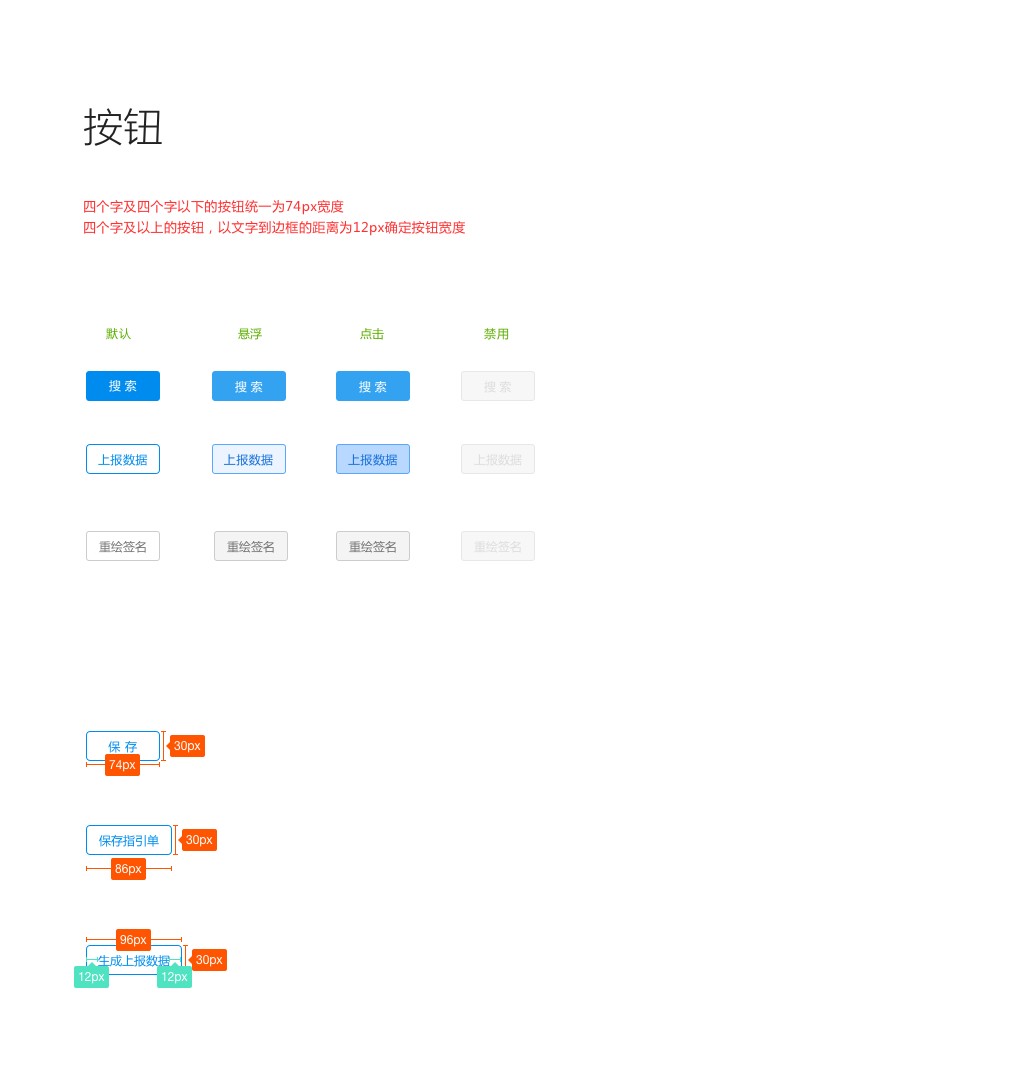 按钮
四个字及四个字以下的按钮统一为74px宽度
四个字及以上的按钮，以文字到边框的距离为12px确定按钮宽度
默认 悬浮 点击 禁用
搜 索 搜 索 搜 索 搜 索
上报数据 上报数据 上报数据 上报数据
重绘签名 重绘签名 重绘签名 重绘签名
保 存 30px
74px
保存指引单 30px
86px
96px
生成上报数据 30px
12px 12px